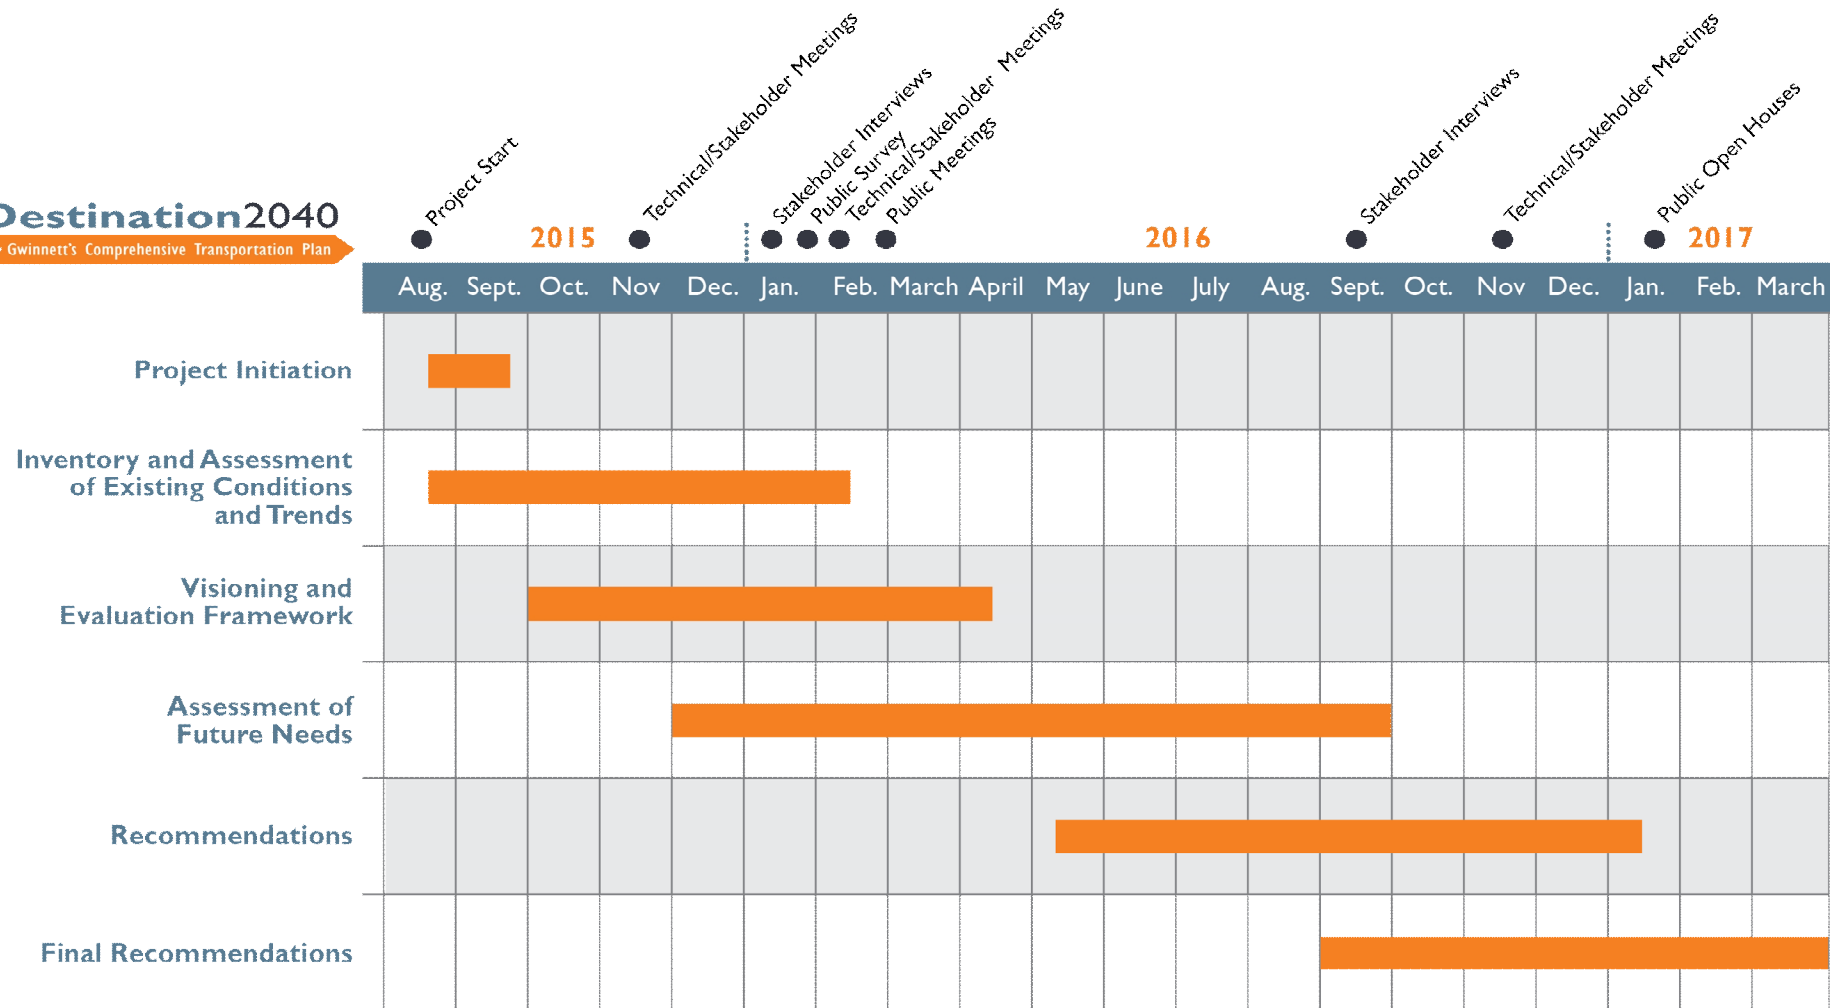 Project Start
Technical/Stakeholder Meetings
Stakeholder Interviews
Public Survey
Technical/Stakeholder Meetings
Public Meetings
Stakeholder Interviews
Technical/Stakeholder Meetings
Public Open Houses
Destination2040
Gwinnett's Comprehensive Transportation Plan
2015
2016
2017
Aug. Sept. Oct. Nov Dec. Jan. Feb. March April May June July Aug. Sept. Oct. Nov Dec. Jan. Feb. March
Project Initiation
Inventory and Assessment
of Existing Conditions
and Trends
Visioning and
Evaluation Framework
Assessment of
Future Needs
Recommendations
Final Recommendations